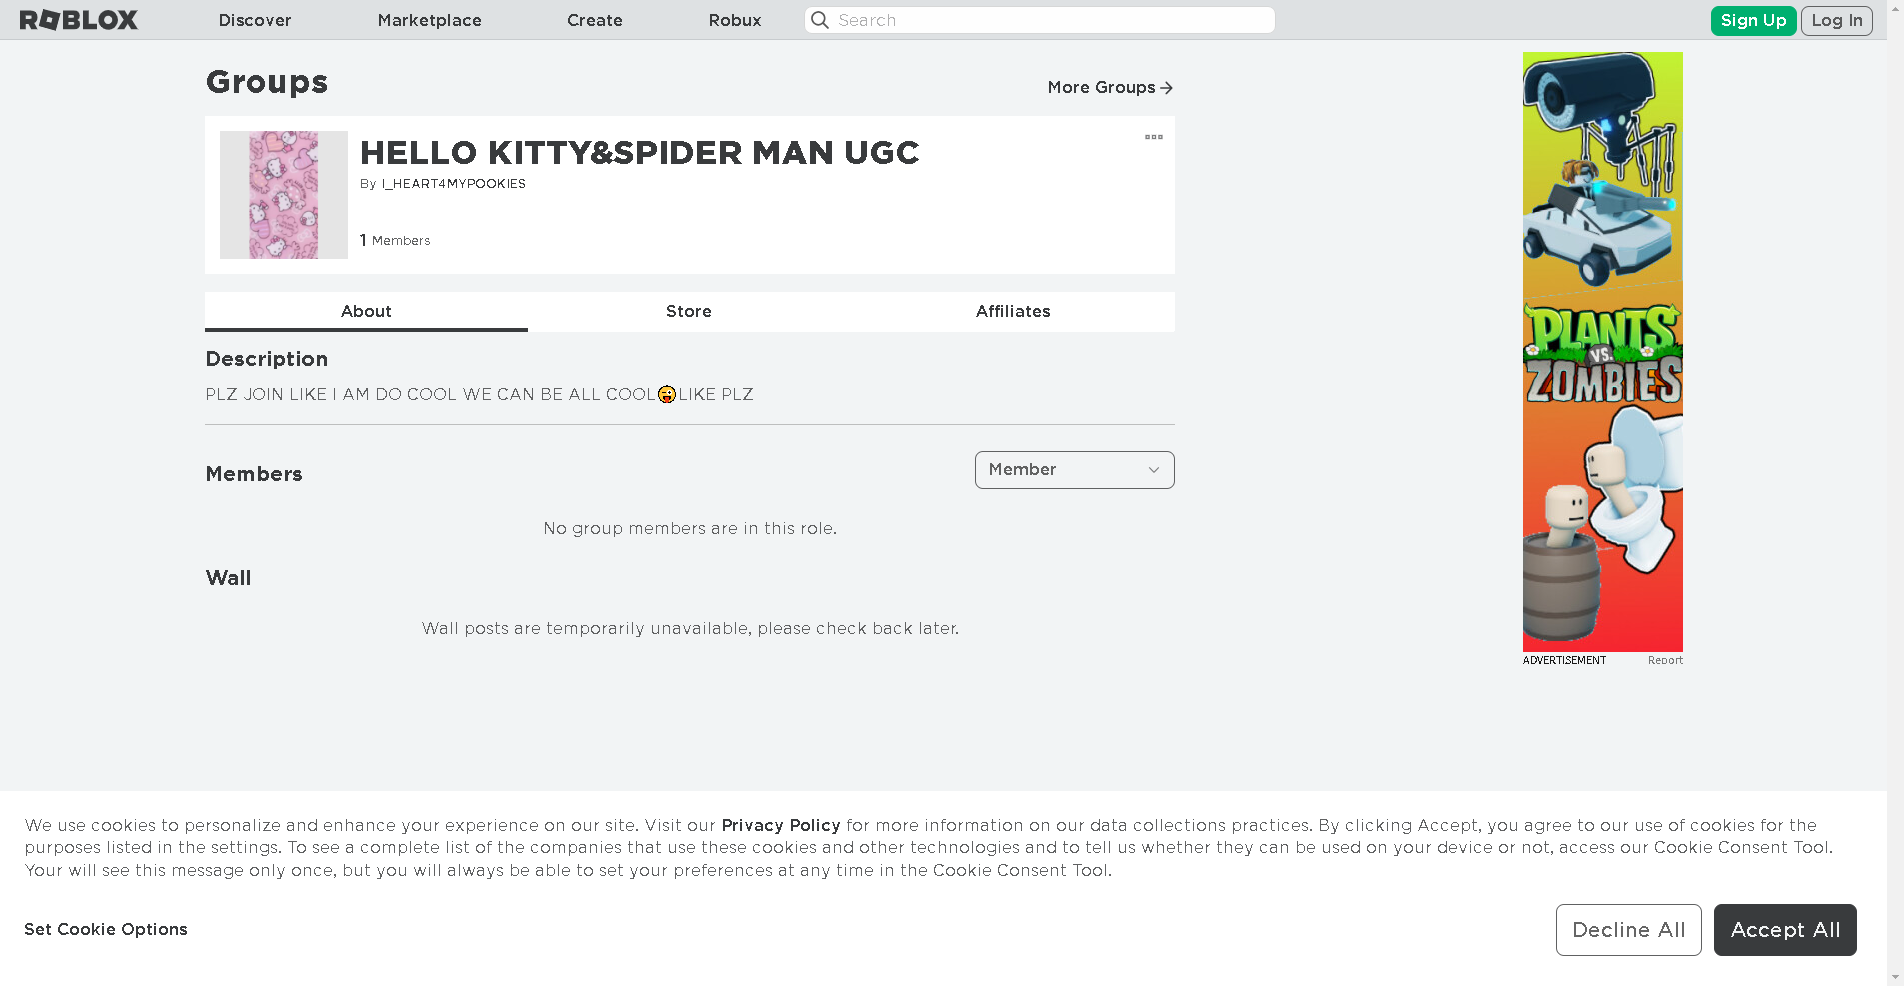 ROBLOX Discover Marketplace Create Robux Search Sign Up Log In
Groups
More Groups
HELLO KITTY&SPIDER MAN UGC
By I_HEART4MYPOOKIES
1 Members
About Store Affiliates
Description
PLZ JOIN LIKE I AM DO COOL WE CAN BE ALL COOL😜LIKE PLZ
Members
Member
No group members are in this role.
Wall
Wall posts are temporarily unavailable, please check back later.
PLANTS
VS.
ZOMBIES
ADVERTISEMENT Report
We use cookies to personalize and enhance your experience on our site. Visit our Privacy Policy for more information on our data collections practices. By clicking Accept, you agree to our use of cookies for the
purposes listed in the settings. To see a complete list of the companies that use these cookies and other technologies and to tell us whether they can be used on your device or not, access our Cookie Consent Tool.
Your will see this message only once, but you will always be able to set your preferences at any time in the Cookie Consent Tool.
Set Cookie Options
Decline All
Accept All